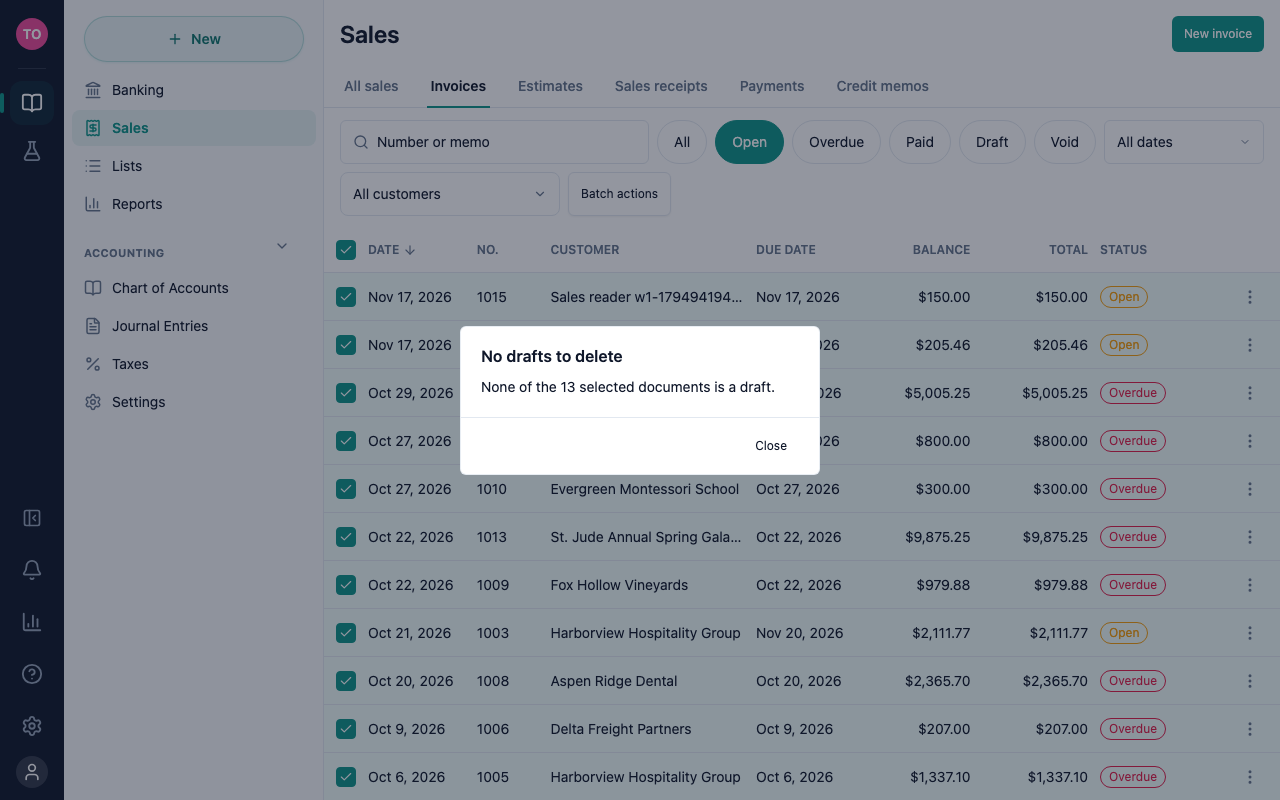 TO
New
Banking
Sales
Lists
Reports
ACCOUNTING
Chart of Accounts
Journal Entries
Taxes
Settings
Sales
New invoice
All sales
Invoices
Estimates
Sales receipts
Payments
Credit memos
Number or memo
All
Open
Overdue
Paid
Draft
Void
All dates
All customers
Batch actions
DATE NO. CUSTOMER DUE DATE BALANCE TOTAL STATUS
Nov 17, 2026 1015 Sales reader w1-179494194... Nov 17, 2026 $150.00 $150.00 Open
Nov 17, 2026 26 $205.46 $205.46 Open
Oct 29, 2026 026 $5,005.25 $5,005.25 Overdue
Oct 27, 2026 26 $800.00 $800.00 Overdue
Oct 27, 2026 1010 Evergreen Montessori School Oct 27, 2026 $300.00 $300.00 Overdue
Oct 22, 2026 1013 St. Jude Annual Spring Gala... Oct 22, 2026 $9,875.25 $9,875.25 Overdue
Oct 22, 2026 1009 Fox Hollow Vineyards Oct 22, 2026 $979.88 $979.88 Overdue
Oct 21, 2026 1003 Harborview Hospitality Group Nov 20, 2026 $2,111.77 $2,111.77 Open
Oct 20, 2026 1008 Aspen Ridge Dental Oct 20, 2026 $2,365.70 $2,365.70 Overdue
Oct 9, 2026 1006 Delta Freight Partners Oct 9, 2026 $207.00 $207.00 Overdue
Oct 6, 2026 1005 Harborview Hospitality Group Oct 6, 2026 $1,337.10 $1,337.10 Overdue
No drafts to delete
None of the 13 selected documents is a draft.
Close